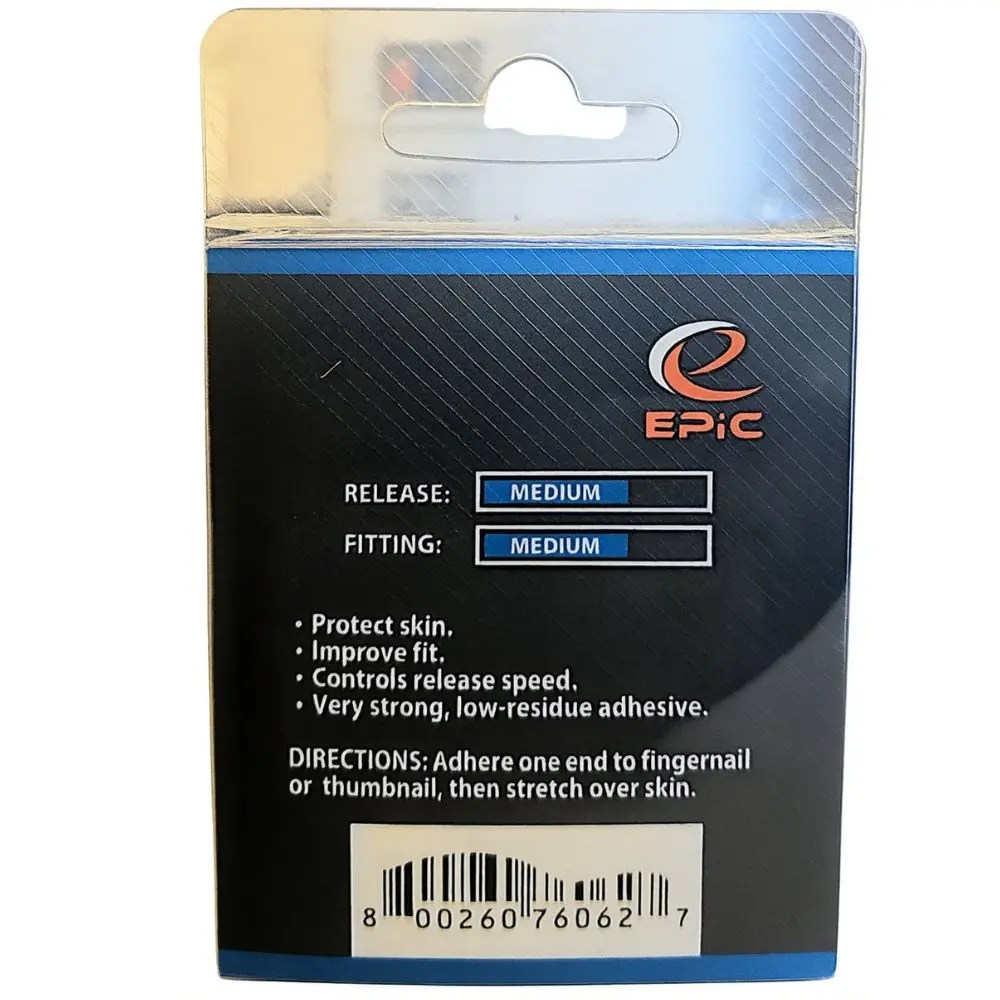 EPiC
RELEASE: MEDIUM
FITTING: MEDIUM
• Protect skin.
• Improve fit.
• Controls release speed.
• Very strong, low-residue adhesive.
DIRECTIONS: Adhere one end to fingernail
or thumbnail, then stretch over skin.
8 00260 76062 7